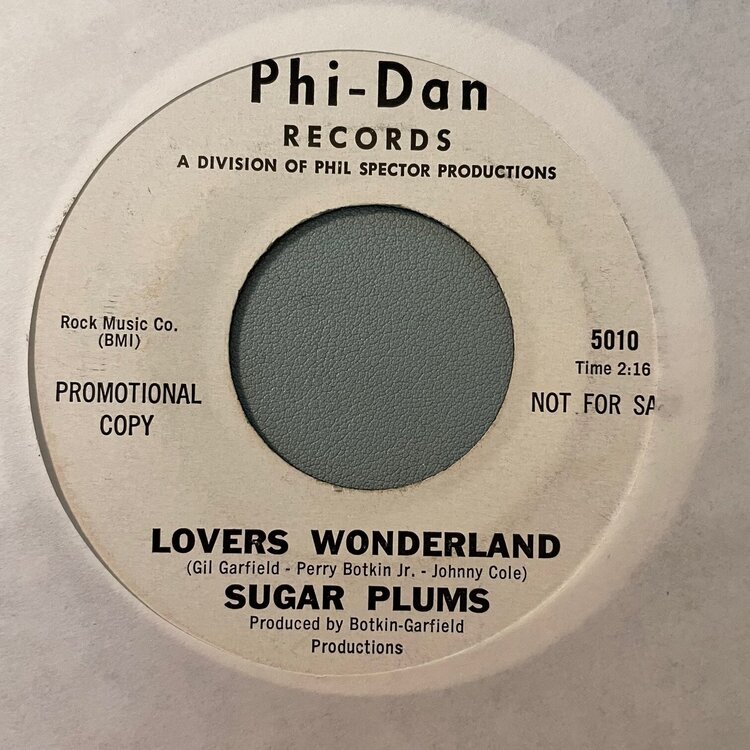 Phi-Dan
RECORDS
A DIVISION OF PHIL SPECTOR PRODUCTIONS
Rock Music Co.
(BMI)
PROMOTIONAL
COPY
5010
Time 2:16
NOT FOR SA
LOVERS WONDERLAND
(Gil Garfield - Perry Botkin Jr. - Johnny Cole)
SUGAR PLUMS
Produced by Botkin-Garfield
Productions